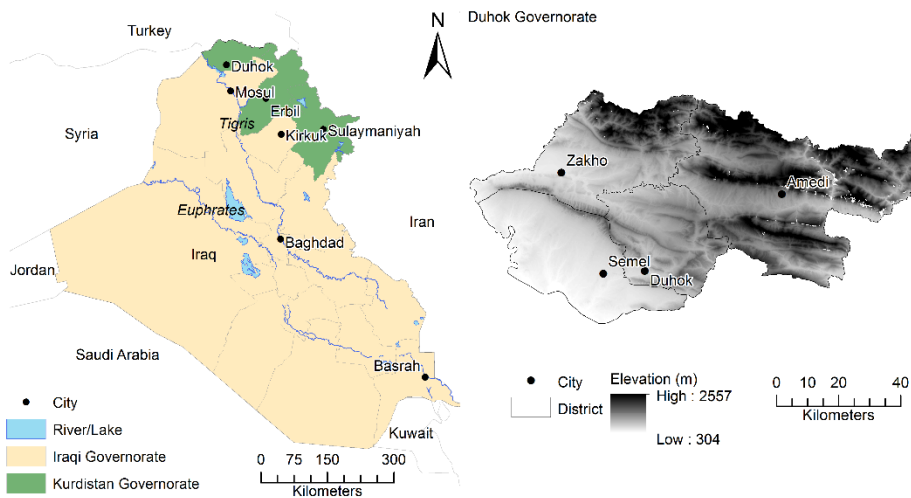 Turkey
Duhok
Mosul
Erbil
Tigris
Kirkuk
Sulaymaniyah
Syria
Euphrates
Iran
Baghdad
Iraq
Jordan
Saudi Arabia
Basrah
Kuwait
City
River/Lake
Iraqi Governorate
Kurdistan Governorate
0 75 150 300
Kilometers
N
Duhok Governorate
Zakho
Amedi
Semel
Duhok
City
District
Elevation (m)
High : 2557
Low : 304
0 10 20 40
Kilometers